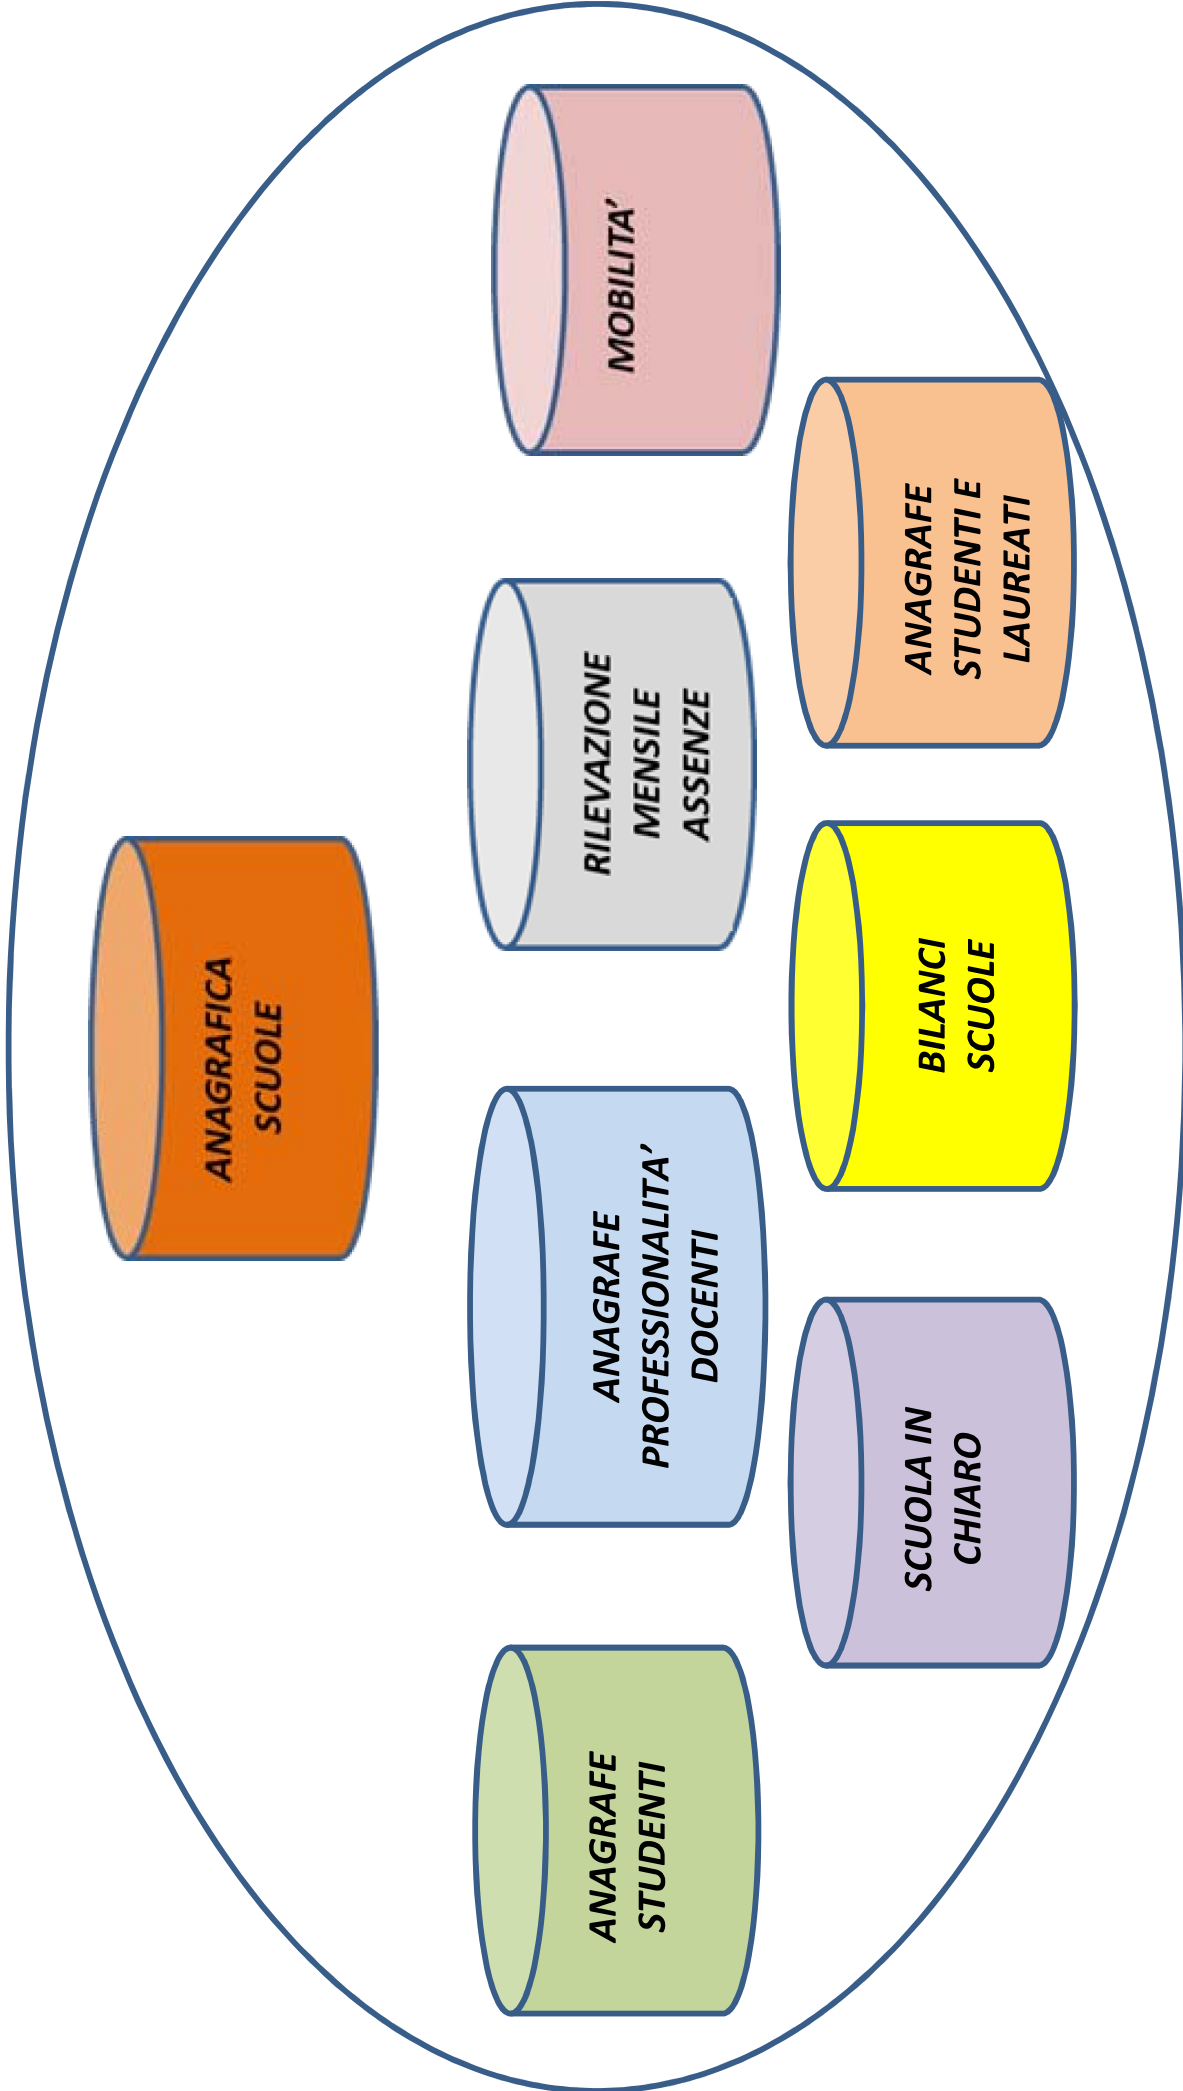 ANAGRAFICA
SCUOLE
ANAGRAFE
STUDENTI
ANAGRAFE
PROFESSIONALITA’
DOCENTI
RILEVAZIONE
MENSILE
ASSENZE
MOBILITA’
SCUOLA IN
CHIARO
BILANCI
SCUOLE
ANAGRAFE
STUDENTI E
LAUREATI